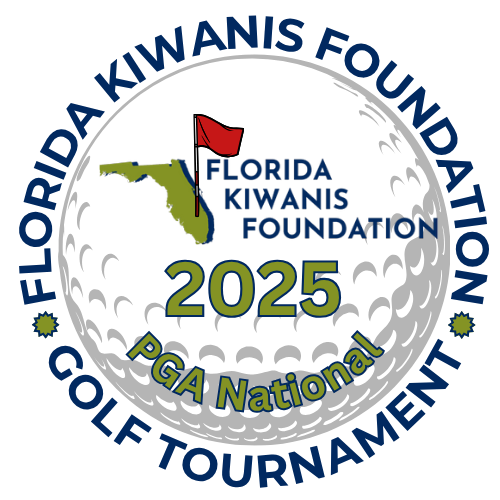 FLORIDA KIWANIS FOUNDATION
FLORIDA
KIWANIS
FOUNDATION
2025
PGA National
GOLF TOURNAMENT